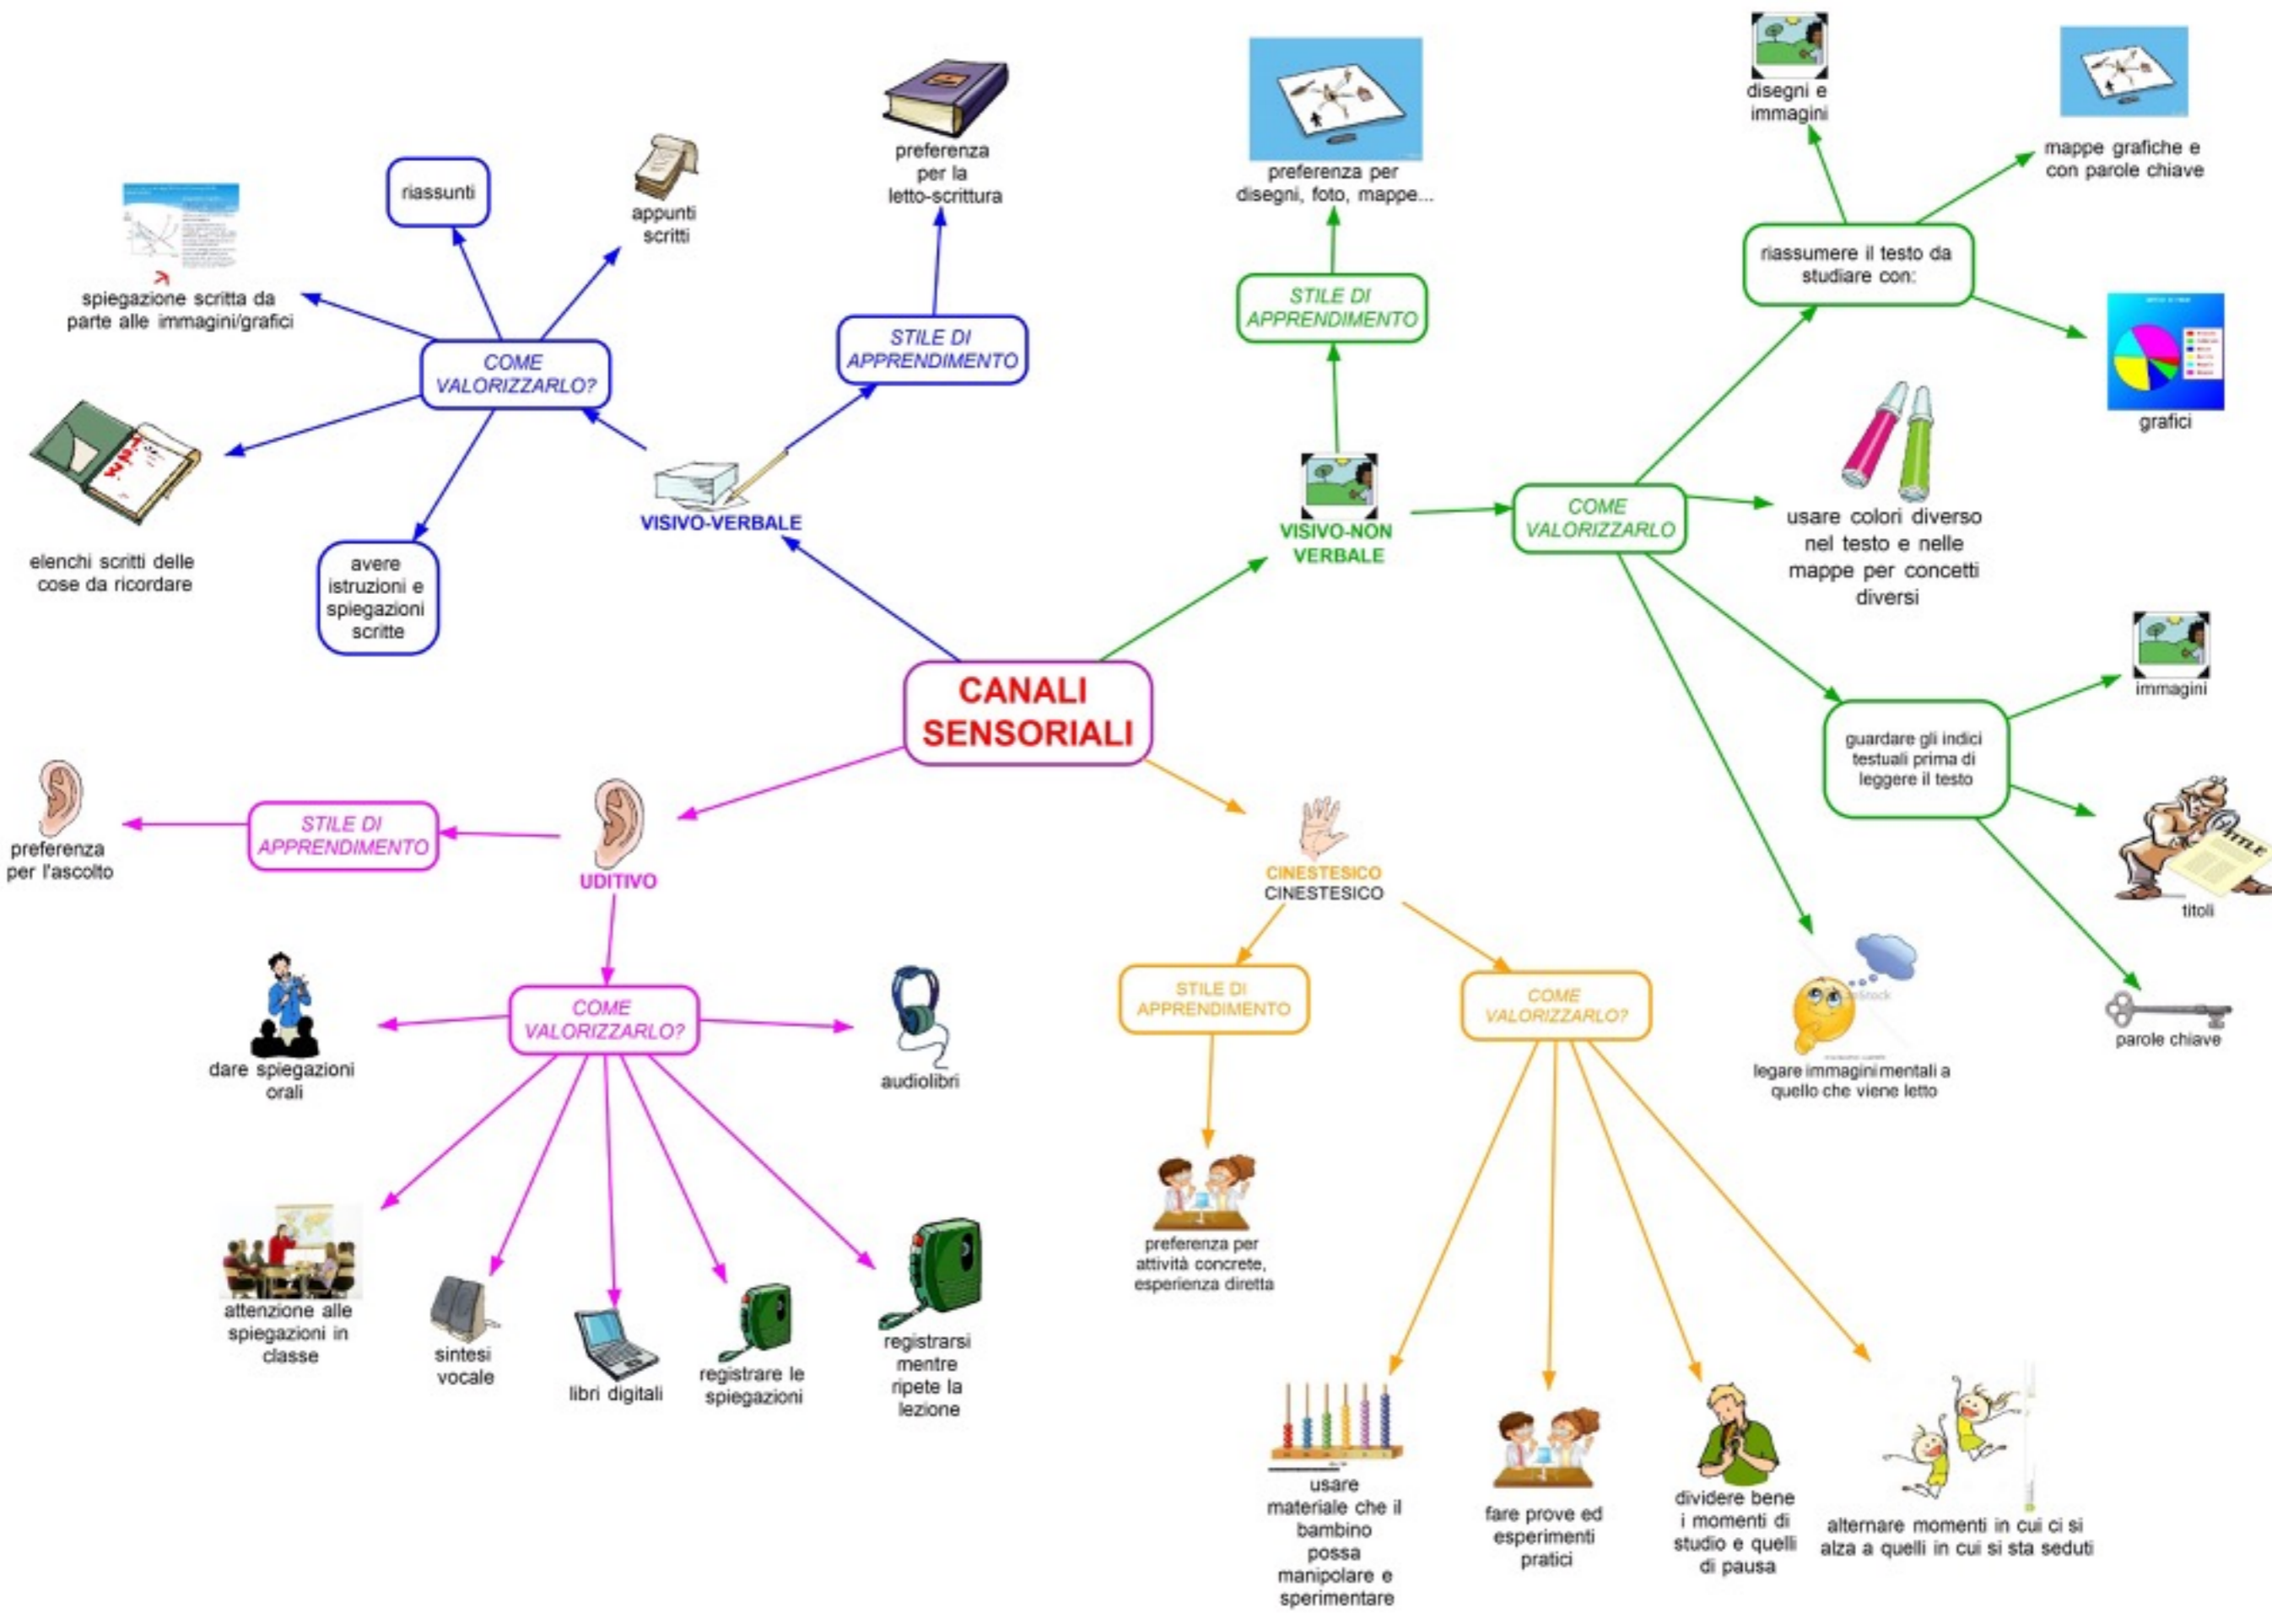 CANALI
SENSORIALI
VISIVO-VERBALE
STILE DI
APPRENDIMENTO
preferenza
per la
letto-scrittura
COME
VALORIZZARLO?
riassunti
appunti
scritti
spiegazione scritta da
parte alle immagini/grafici
elenchi scritti delle
cose da ricordare
avere
istruzioni e
spiegazioni
scritte
VISIVO-NON
VERBALE
STILE DI
APPRENDIMENTO
preferenza per
disegni, foto, mappe...
COME
VALORIZZARLO
riassumere il testo da
studiare con:
disegni e
immagini
mappe grafiche e
con parole chiave
grafici
usare colori diverso
nel testo e nelle
mappe per concetti
diversi
guardare gli indici
testuali prima di
leggere il testo
immagini
TITLE
titoli
parole chiave
legare immagini mentali a
quello che viene letto
UDITIVO
STILE DI
APPRENDIMENTO
preferenza
per l'ascolto
COME
VALORIZZARLO?
dare spiegazioni
orali
attenzione alle
spiegazioni in
classe
sintesi
vocale
libri digitali
registrare le
spiegazioni
registrarsi
mentre
ripete la
lezione
audiolibri
CINESTESICO
CINESTESICO
STILE DI
APPRENDIMENTO
preferenza per
attività concrete,
esperienza diretta
COME
VALORIZZARLO?
usare
materiale che il
bambino
possa
manipolare e
sperimentare
fare prove ed
esperimenti
pratici
dividere bene
i momenti di
studio e quelli
di pausa
alternare momenti in cui ci si
alza a quelli in cui si sta seduti